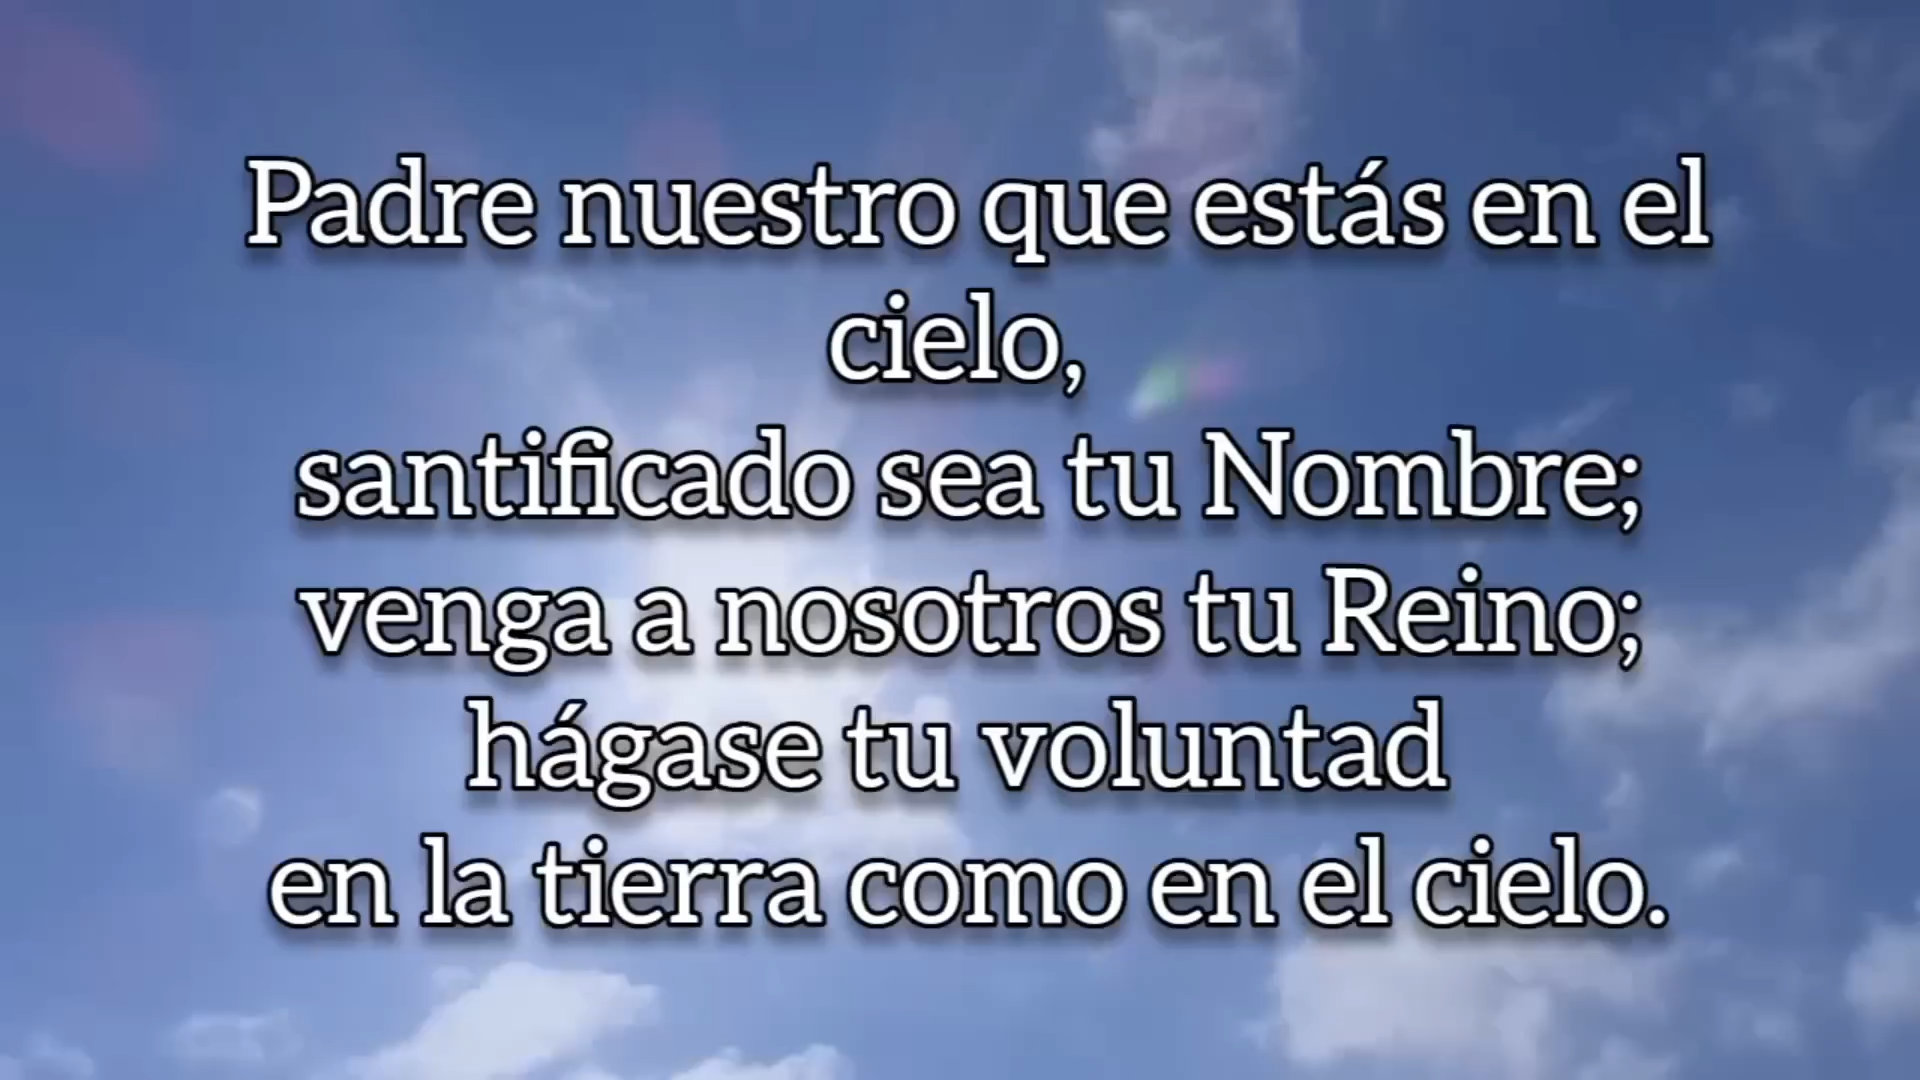 Padre nuestro que estás en el
cielo,
santificado sea tu Nombre;
venga a nosotros tu Reino;
hágase tu voluntad
en la tierra como en el cielo.